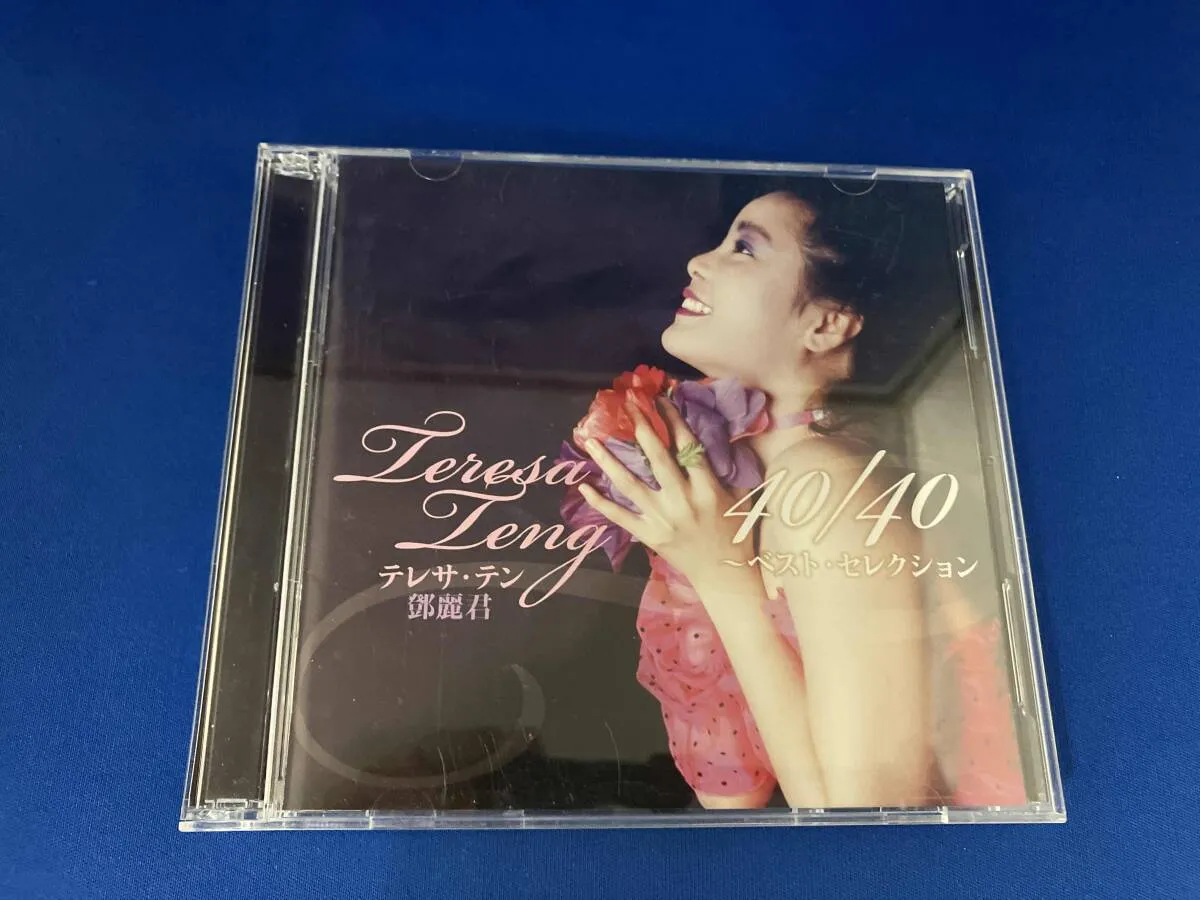 Teresa
Teng
テレサ・テン
鄧麗君
40/40
～ベスト・セレクション